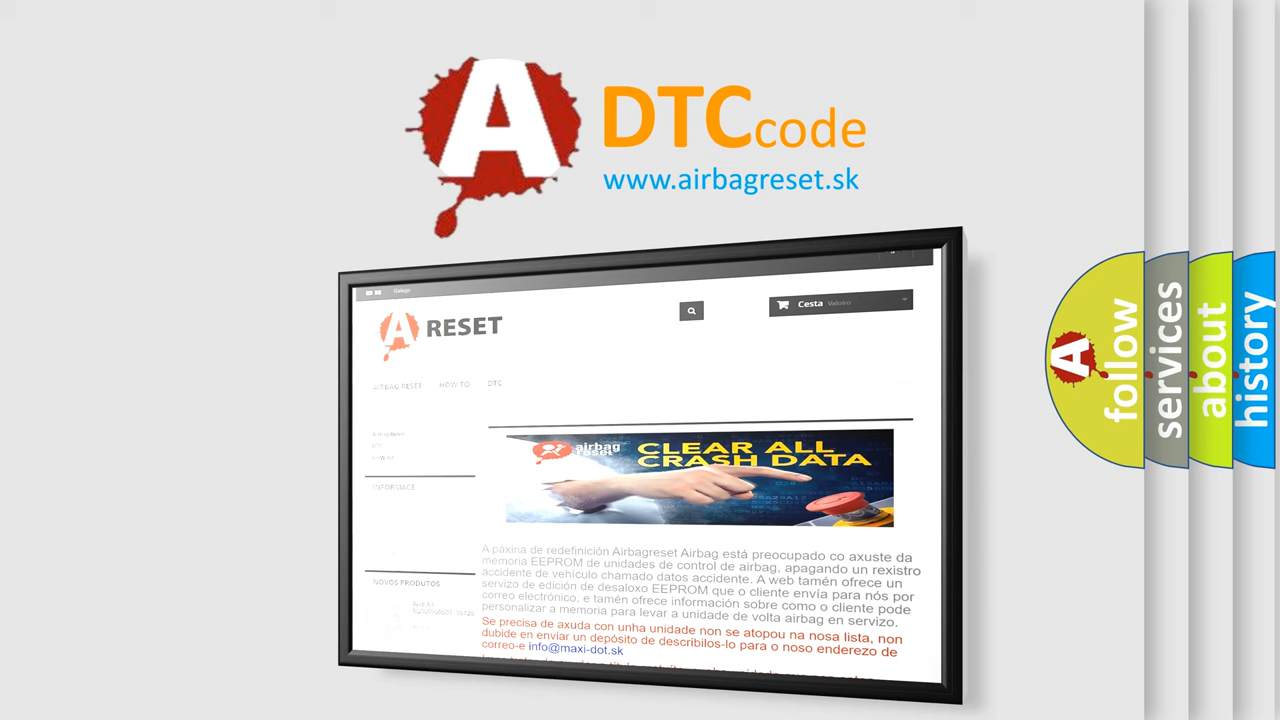 A
DTCcode
www.airbagreset.sk
Galego
A RESET
Cesta Valeiro
AIRBAG RESET HOW TO DTC
INFORMACE
airbag
reset
CLEAR ALL
CRASH DATA
A páxina de redefinición Airbagreset Airbag está preocupado co axuste da
memoria EEPROM de unidades de control de airbag, apagando un rexistro
accidente de vehículo chamado datos accidente. A web tamén ofrece un
servizo de edición de desaloxo EEPROM que o cliente envía para nós por
correo electrónico, e tamén ofrece información sobre como o cliente pode
personalizar a memoria para levar a unidade de volta airbag en servizo.
Se precisa de axuda con unha unidade non se atopou na nosa lista, non
dubide en enviar un depósito de describilos-lo para o noso enderezo de
correo-e info@maxi-dot.sk
NOVOS PRODUTOS
A
follow
services
about
history